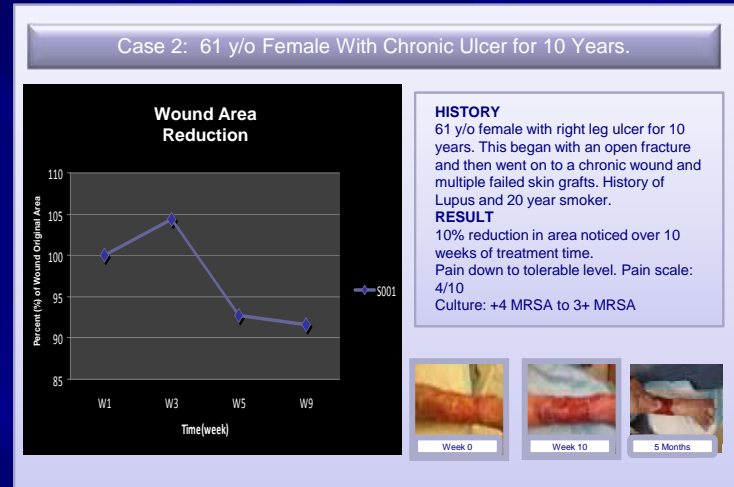 Case 2: 61 y/o Female With Chronic Ulcer for 10 Years.
Wound Area
Reduction
Percent (%) of Wound Original Area
110
105
100
95
90
85
W1 W3 W5 W9
Time(week)
S001
HISTORY
61 y/o female with right leg ulcer for 10
years. This began with an open fracture
and then went on to a chronic wound and
multiple failed skin grafts. History of
Lupus and 20 year smoker.
RESULT
10% reduction in area noticed over 10
weeks of treatment time.
Pain down to tolerable level. Pain scale:
4/10
Culture: +4 MRSA to 3+ MRSA
Week 0
Week 10
5 Months